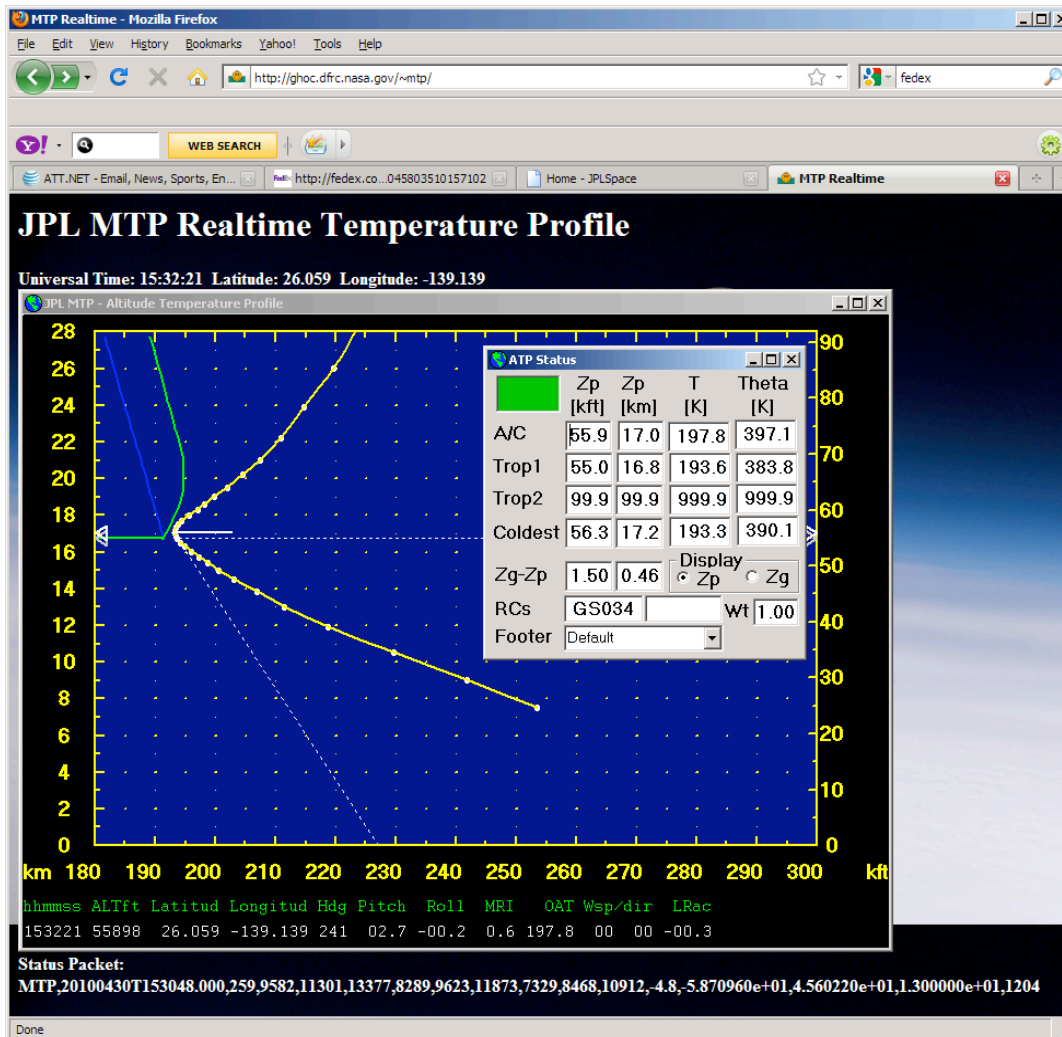 MTP Realtime - Mozilla Firefox
File Edit View History Bookmarks Yahoo! Tools Help
http://ghoc.dfrc.nasa.gov/~mtp/
fedex
Y! WEB SEARCH
ATT.NET - Email, News, Sports, En...
FedEx http://fedex.co...045803510157102
Home - JPLSpace
MTP Realtime
JPL MTP Realtime Temperature Profile
Universal Time: 15:32:21 Latitude: 26.059 Longitude: -139.139
JPL MTP - Altitude Temperature Profile
28
26
24
22
20
18
16
14
12
10
8
6
4
2
0
90
80
70
60
50
40
30
20
10
0
km 180 190 200 210 220 230 240 250 260 270 280 290 300 kft
ATP Status
Zp Zp T Theta
[kft] [km] [K] [K]
A/C 55.9 17.0 197.8 397.1
Trop1 55.0 16.8 193.6 383.8
Trop2 99.9 99.9 999.9 999.9
Coldest 56.3 17.2 193.3 390.1
Zg-Zp 1.50 0.46 Display Zp Zg
RCs GS034 Wt 1.00
Footer Default
hhmmss ALTft Latitud Longitud Hdg Pitch Roll MRI OAT Wsp/dir LRac
153221 55898 26.059 -139.139 241 02.7 -00.2 0.6 197.8 00 00 -00.3
Status Packet:
MTP,20100430T153048.000,259,9582,11301,13377,8289,9623,11873,7329,8468,10912,-4.8,-5.870960e+01,4.560220e+01,1.300000e+01,1204
Done